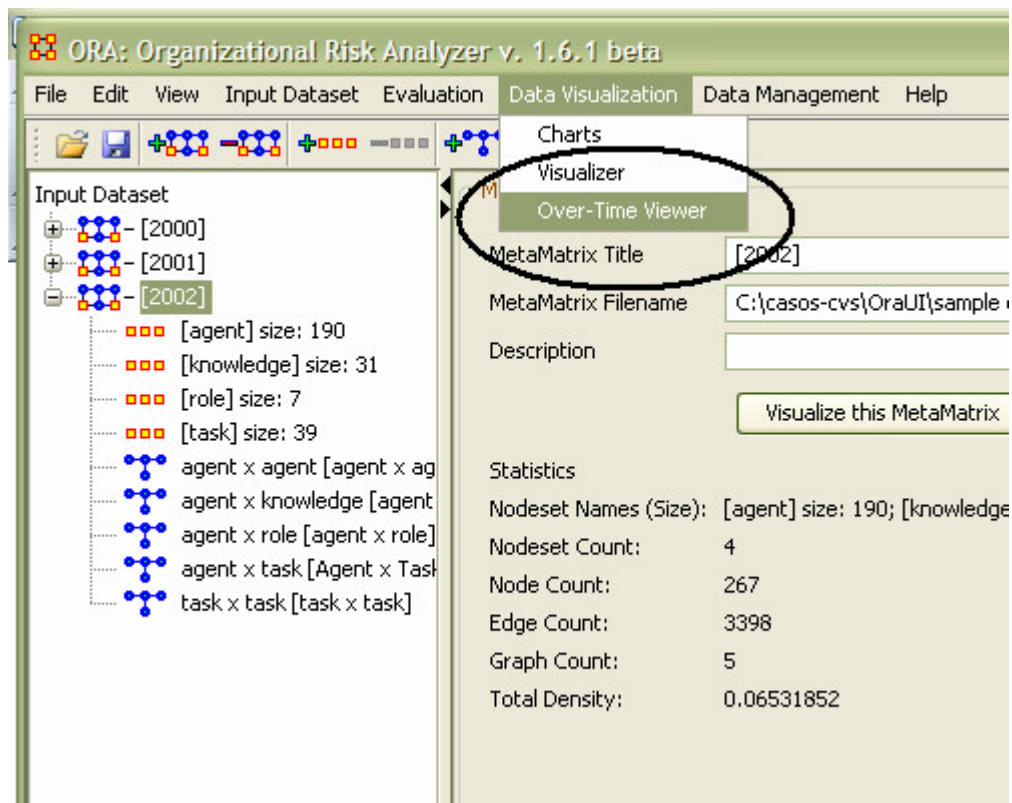 ORA: Organizational Risk Analyzer v. 1.6.1 beta
File Edit View Input Dataset Evaluation Data Visualization Data Management Help
Charts
Visualizer
Over-Time Viewer
Input Dataset
[2000]
[2001]
[2002]
[agent] size: 190
[knowledge] size: 31
[role] size: 7
[task] size: 39
agent x agent [agent x ag
agent x knowledge [agent
agent x role [agent x role]
agent x task [Agent x Task
task x task [task x task]
M
MetaMatrix Title [2002]
MetaMatrix Filename C:\casos-cvs\OraUI\sample
Description
Visualize this MetaMatrix
Statistics
Nodeset Names (Size): [agent] size: 190; [knowledge
Nodeset Count: 4
Node Count: 267
Edge Count: 3398
Graph Count: 5
Total Density: 0.06531852